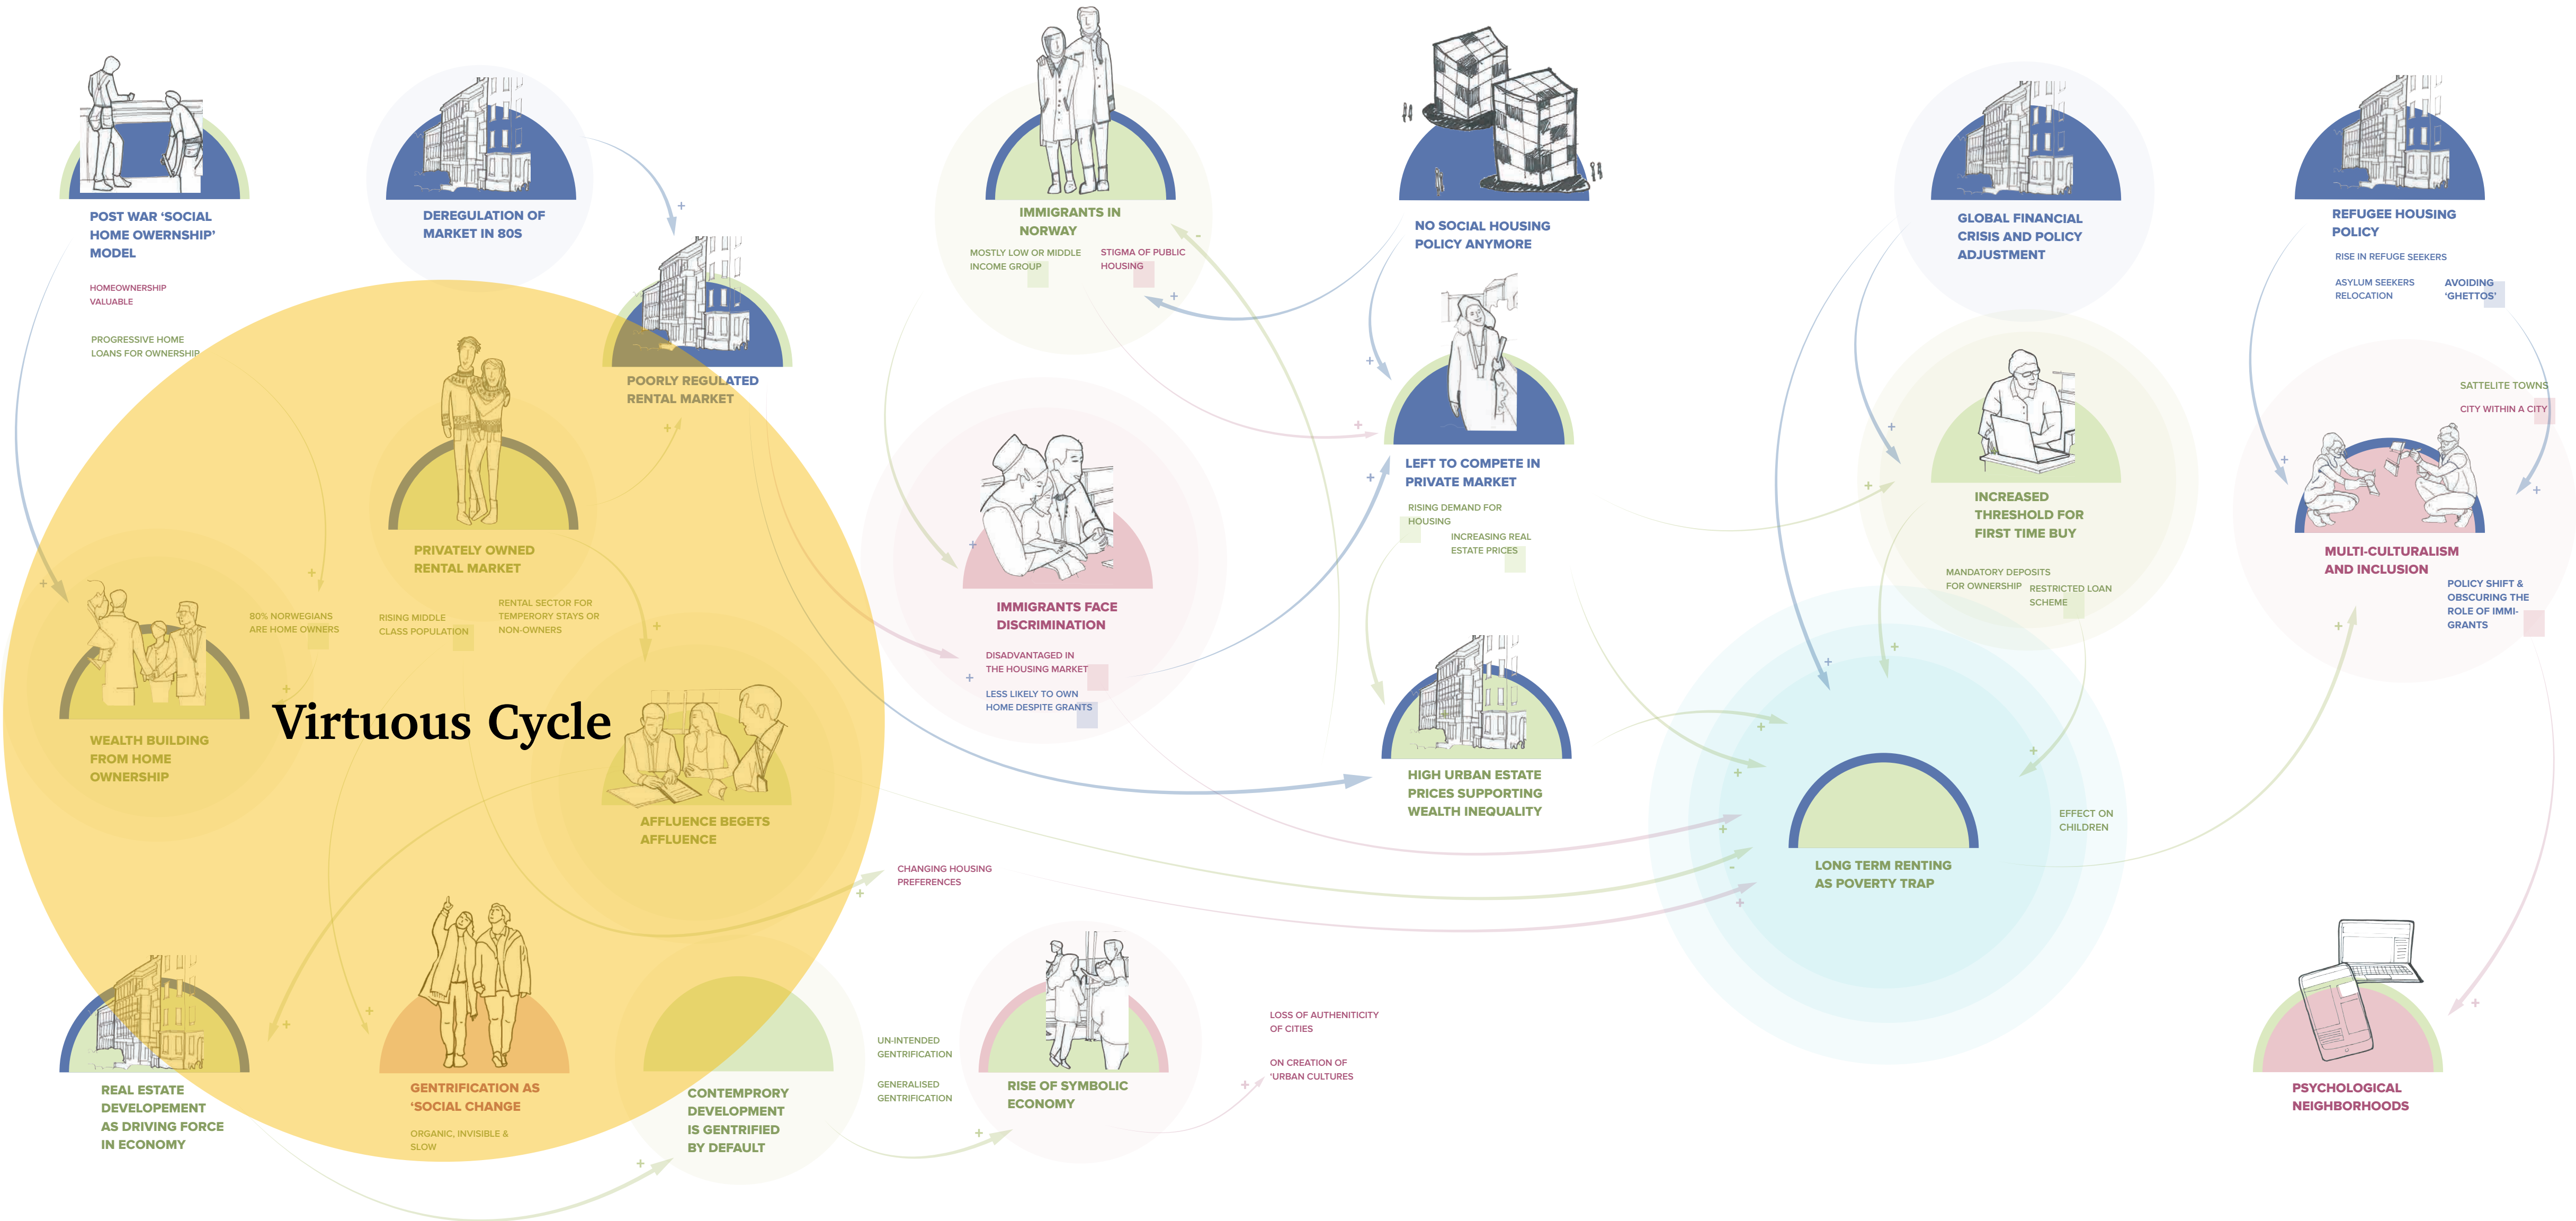 POST WAR ‘SOCIAL
HOME OWERNSHIP’
MODEL
HOMEOWNERSHIP
VALUABLE
PROGRESSIVE HOME
LOANS FOR OWNERSHIP
DEREGULATION OF
MARKET IN 80S
POORLY REGULATED
RENTAL MARKET
PRIVATELY OWNED
RENTAL MARKET
80% NORWEGIANS
ARE HOME OWNERS
RISING MIDDLE
CLASS POPULATION
RENTAL SECTOR FOR
TEMPERORY STAYS OR
NON-OWNERS
Virtuous Cycle
WEALTH BUILDING
FROM HOME
OWNERSHIP
AFFLUENCE BEGETS
AFFLUENCE
REAL ESTATE
DEVELOPEMENT
AS DRIVING FORCE
IN ECONOMY
GENTRIFICATION AS
‘SOCIAL CHANGE
ORGANIC, INVISIBLE &
SLOW
CONTEMPRORY
DEVELOPMENT
IS GENTRIFIED
BY DEFAULT
CHANGING HOUSING
PREFERENCES
UN-INTENDED
GENTRIFICATION
GENERALISED
GENTRIFICATION
RISE OF SYMBOLIC
ECONOMY
LOSS OF AUTHENITICITY
OF CITIES
ON CREATION OF
‘URBAN CULTURES
IMMIGRANTS IN
NORWAY
MOSTLY LOW OR MIDDLE
INCOME GROUP
STIGMA OF PUBLIC
HOUSING
IMMIGRANTS FACE
DISCRIMINATION
DISADVANTAGED IN
THE HOUSING MARKET
LESS LIKELY TO OWN
HOME DESPITE GRANTS
NO SOCIAL HOUSING
POLICY ANYMORE
LEFT TO COMPETE IN
PRIVATE MARKET
RISING DEMAND FOR
HOUSING
INCREASING REAL
ESTATE PRICES
HIGH URBAN ESTATE
PRICES SUPPORTING
WEALTH INEQUALITY
GLOBAL FINANCIAL
CRISIS AND POLICY
ADJUSTMENT
INCREASED
THRESHOLD FOR
FIRST TIME BUY
MANDATORY DEPOSITS
FOR OWNERSHIP
RESTRICTED LOAN
SCHEME
LONG TERM RENTING
AS POVERTY TRAP
EFFECT ON
CHILDREN
REFUGEE HOUSING
POLICY
RISE IN REFUGE SEEKERS
ASYLUM SEEKERS
RELOCATION
AVOIDING
‘GHETTOS’
SATTELITE TOWNS
CITY WITHIN A CITY
MULTI-CULTURALISM
AND INCLUSION
POLICY SHIFT &
OBSCURING THE
ROLE OF IMMI-
GRANTS
PSYCHOLOGICAL
NEIGHBORHOODS